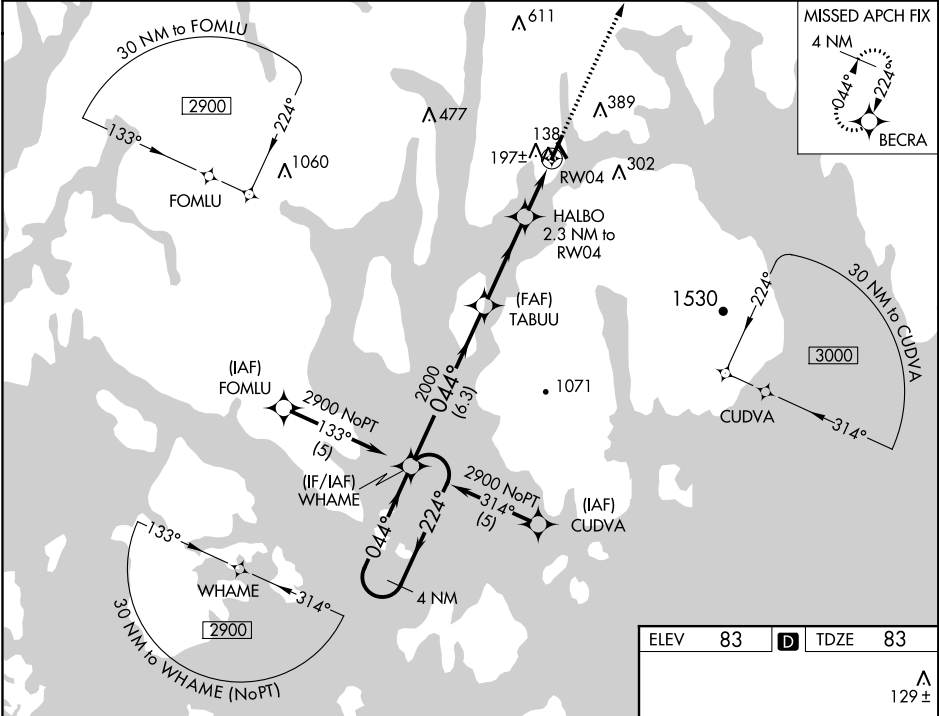 30 NM to FOMLU
2900
133°
224°
FOMLU
1060
611
477
389
138
197±
302
RW04
HALBO
2.3 NM to
RW04
(FAF)
TABUU
MISSED APCH FIX
4 NM
044°
224°
BECRA
1530
1071
224°
30 NM to CUDVA
3000
CUDVA
314°
(IAF)
FOMLU
2900 NoPT
133°
(5)
2000
044°
(6.3)
(IF/IAF)
WHAME
2900 NoPT
314°
(5)
(IAF)
CUDVA
044°
224°
4 NM
133°
WHAME
314°
2900
30 NM to WHAME (NoPT)
ELEV 83 D TDZE 83
129±